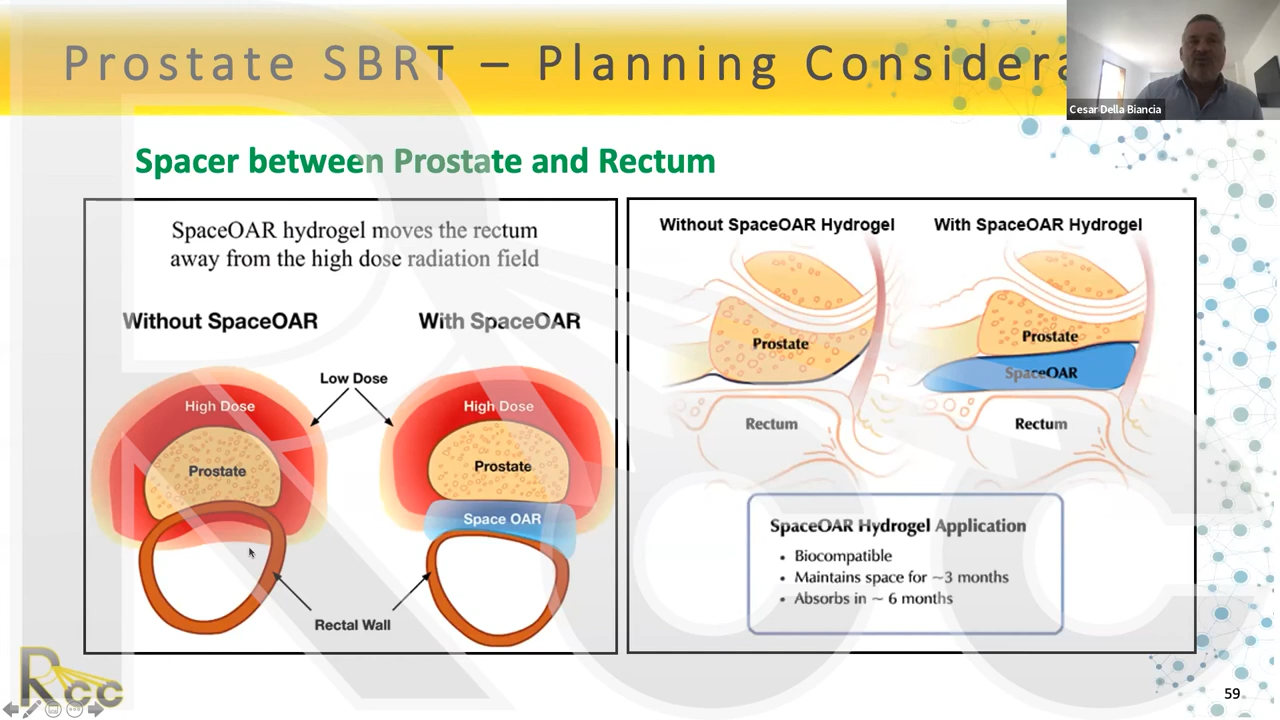 Prostate SBRT – Planning Considera
Cesar Della Biancia
Spacer between Prostate and Rectum
SpaceOAR hydrogel moves the rectum
away from the high dose radiation field
Without SpaceOAR
With SpaceOAR
Low Dose
High Dose
High Dose
Prostate
Prostate
Space OAR
Rectal Wall
Without SpaceOAR Hydrogel
With SpaceOAR Hydrogel
Prostate
Prostate
SpaceOAR
Rectum
Rectum
SpaceOAR Hydrogel Application
• Biocompatible
• Maintains space for ~3 months
• Absorbs in ~ 6 months
Rcc
59